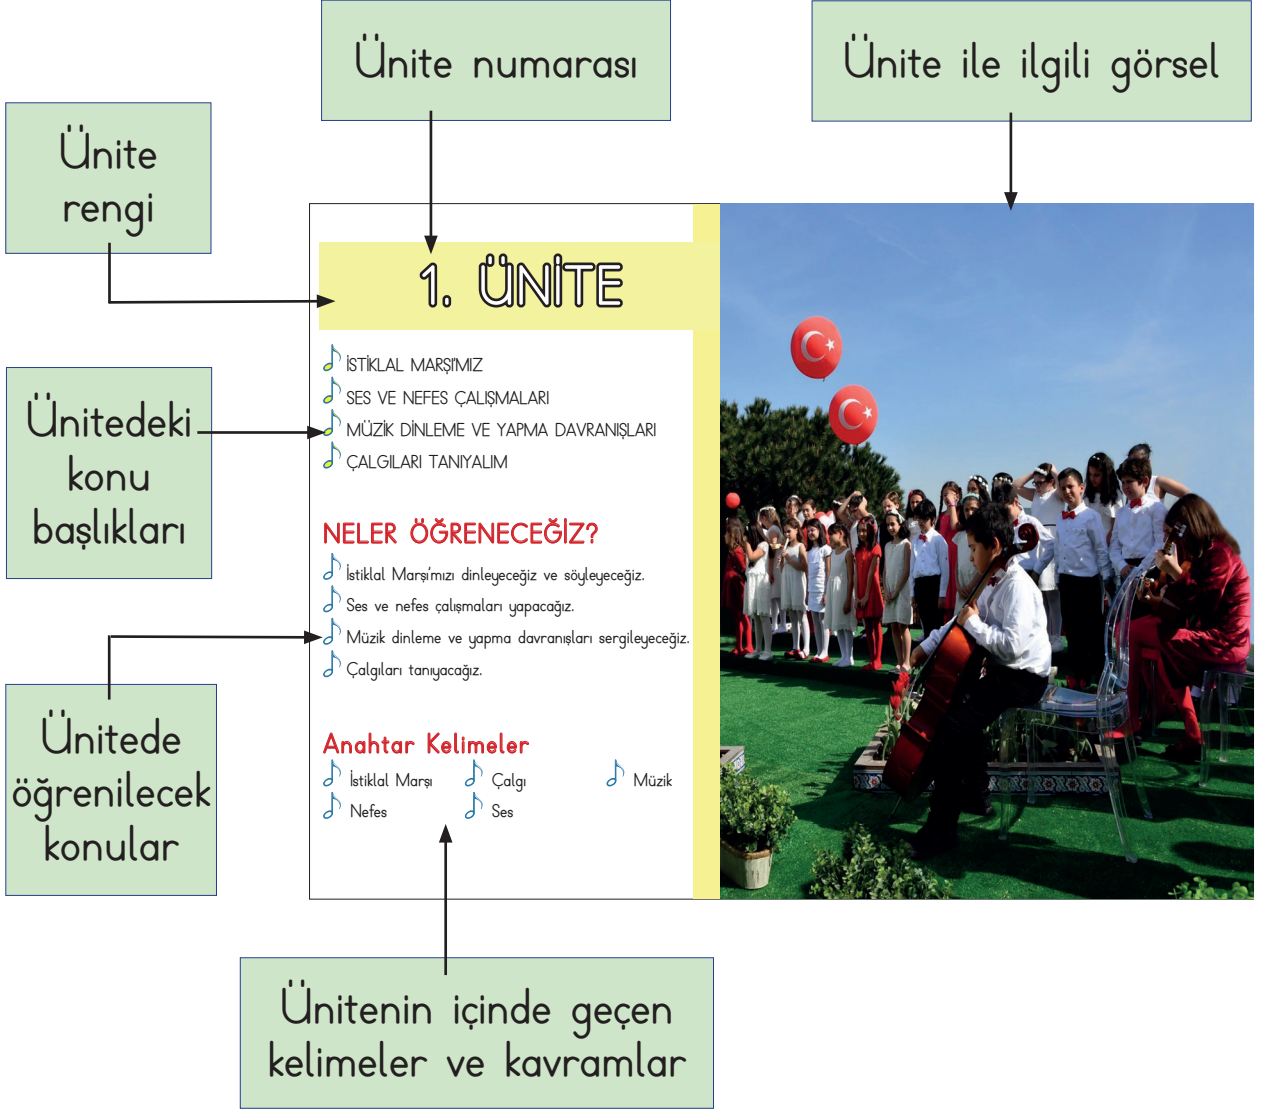 Ünite numarası
Ünite ile ilgili görsel
Ünite
rengi
1. ÜNİTE
İSTİKLAL MARŞI'MIZ
SES VE NEFES ÇALIŞMALARI
MÜZİK DİNLEME VE YAPMA DAVRANIŞLARI
ÇALGILARI TANIYALIM
Ünitedeki
konu
başlıkları
NELER ÖĞRENECEĞİZ?
İstiklal Marşı'mızı dinleyeceğiz ve söyleyeceğiz.
Ses ve nefes çalışmaları yapacağız.
Müzik dinleme ve yapma davranışları sergileyeceğiz.
Çalgıları tanıyacağız.
Ünitede
öğrenilecek
konular
Anahtar Kelimeler
İstiklal Marşı Çalgı Müzik
Nefes Ses
Ünitenin içinde geçen
kelimeler ve kavramlar